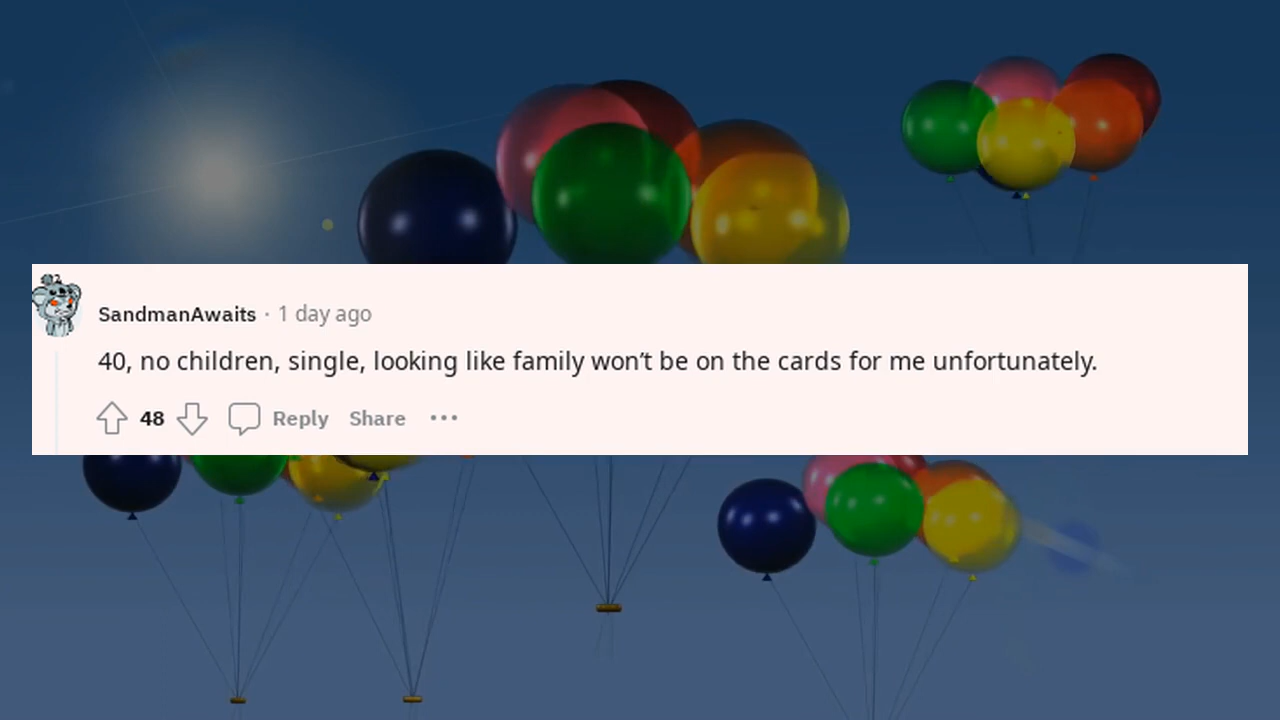 SandmanAwaits · 1 day ago
40, no children, single, looking like family won't be on the cards for me unfortunately.
48 Reply Share